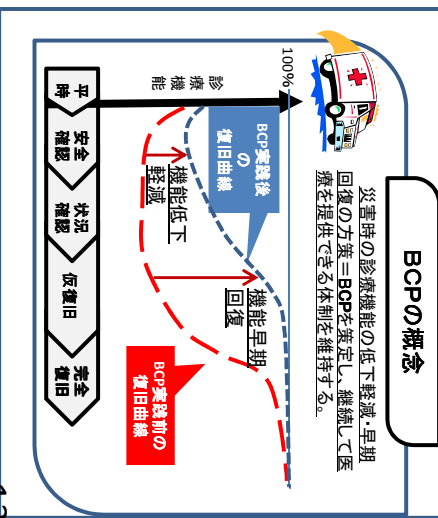 BCPの概念
災害時の診療機能の低下軽減・早期
回復の方策＝BCPを策定し、継続して医
療を提供できる体制を維持する。
100%
診療機能
BCP実践後
の
復旧曲線
機能低下
軽減
機能早期
回復
BCP実践前の
復旧曲線
平時
安全
確認
状況
確認
仮復旧
完全
復旧